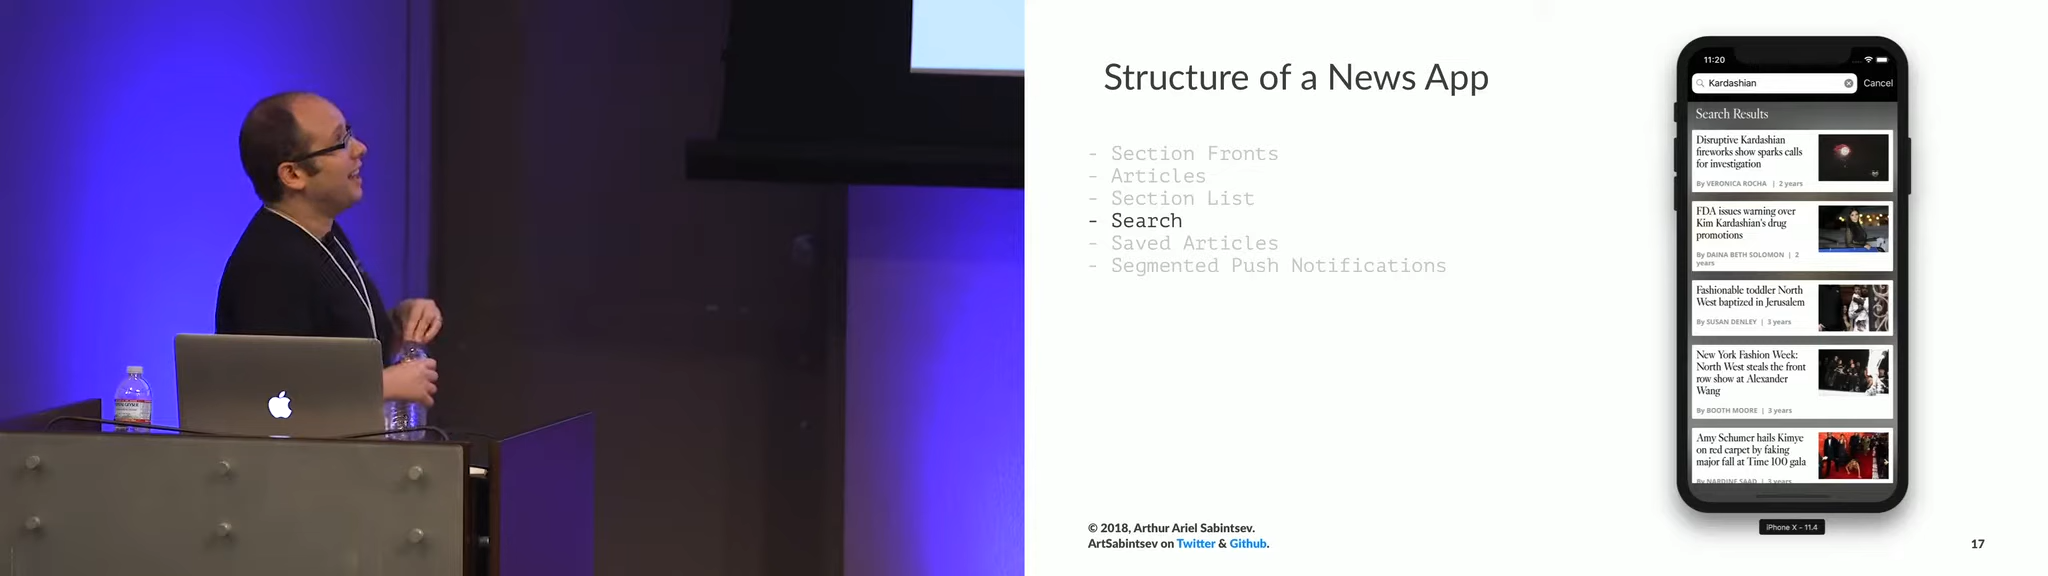 Structure of a News App
- Section Fronts
- Articles
- Section List
- Search
- Saved Articles
- Segmented Push Notifications
© 2018, Arthur Ariel Sabintsev.
ArtSabintsev on Twitter & Github.
11:20
Kardashian
Cancel
Search Results
Disruptive Kardashian
fireworks show sparks calls
for investigation
By VERONICA ROCHA | 2 years
FDA issues warning over
Kim Kardashian's drug
promotions
By DAINA BETH SOLOMON | 2
years
Fashionable toddler North
West baptized in Jerusalem
By SUSAN DENLEY | 3 years
New York Fashion Week:
North West steals the front
row show at Alexander
Wang
By BOOTH MOORE | 3 years
Amy Schumer hails Kimye
on red carpet by faking
major fall at Time 100 gala
By NARDINE SAAD | 3 years
iPhone X - 11.4
17